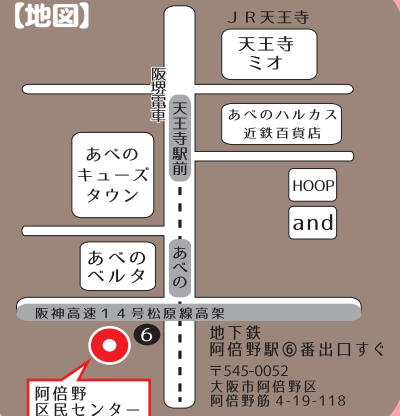 【地図】
ＪＲ天王寺
天王寺
ミオ
阪堺電車
天王寺駅前
あべのハルカス
近鉄百貨店
あべの
キューズ
タウン
HOOP
and
あべの
ベルタ
あべの
阪神高速１４号松原線高架
❻
地下鉄
阿倍野駅⑥番出口すぐ
〒545-0052
大阪市阿倍野区
阿倍野筋 4-19-118
阿倍野
区民センター